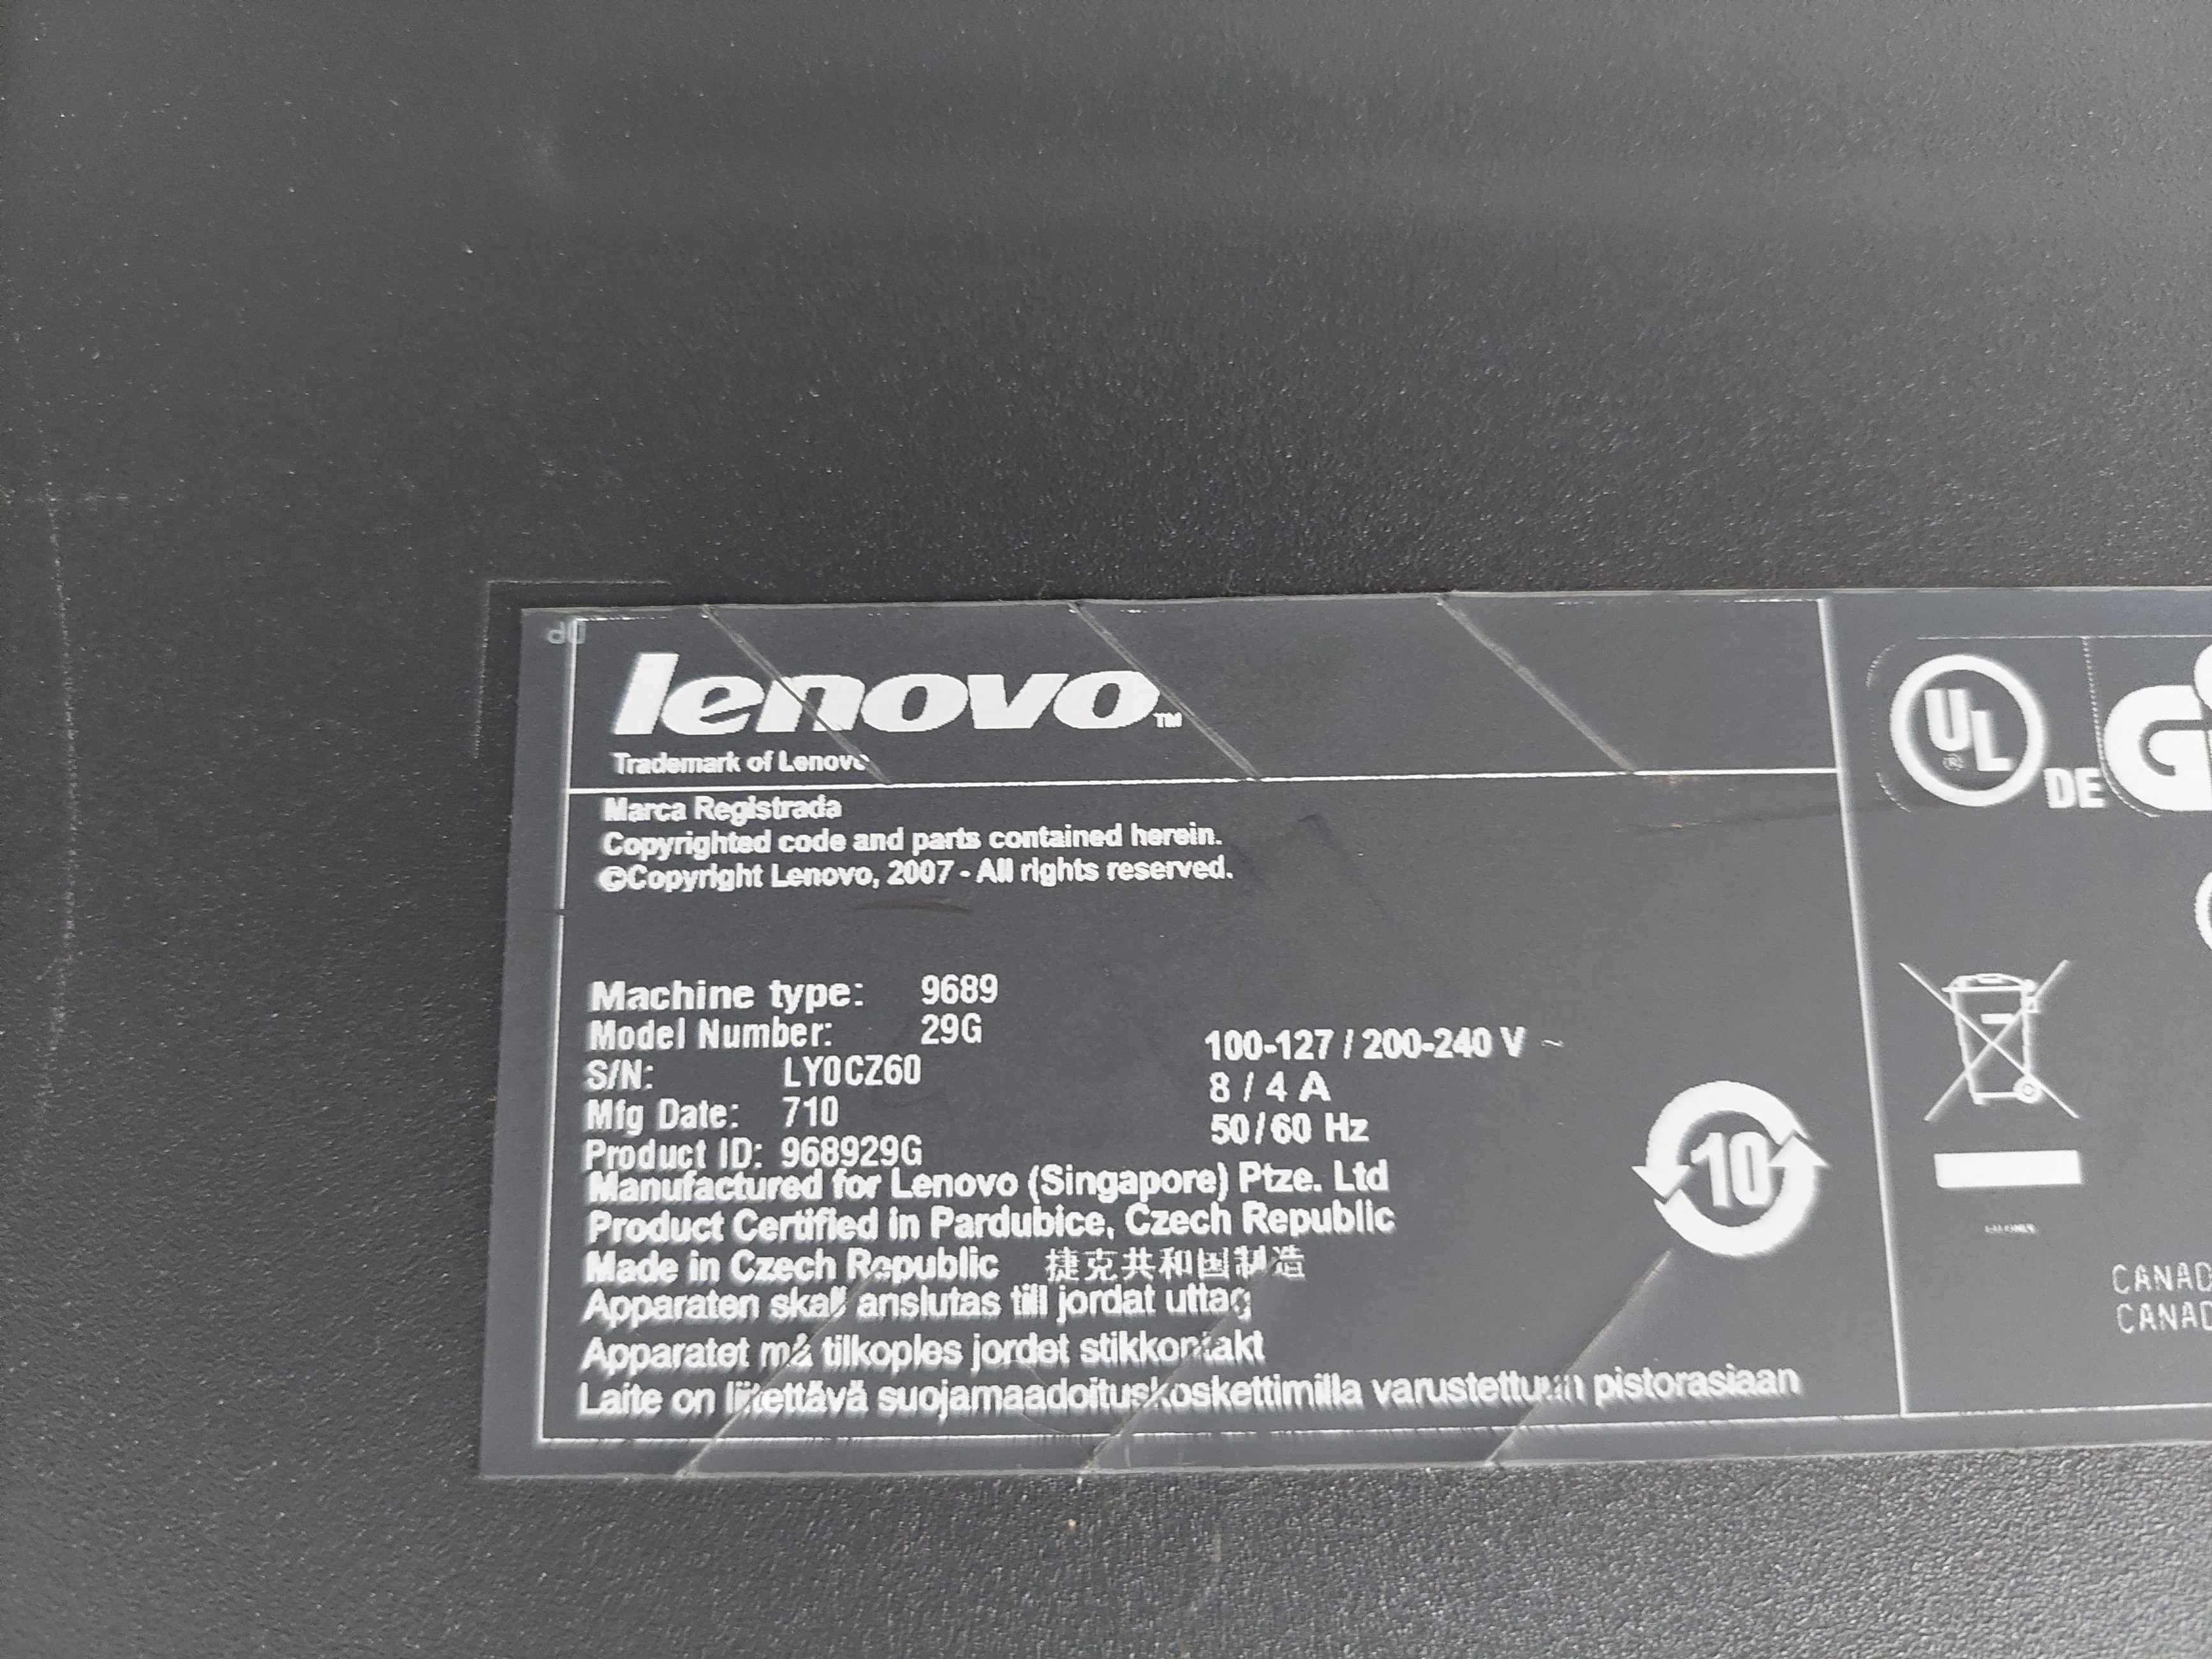 lenovo™
Trademark of Lenovo
Marca Registrada
Copyrighted code and parts contained herein.
©Copyright Lenovo, 2007 - All rights reserved.
Machine type: 9689
Model Number: 29G
S/N: LY0CZ60
Mfg Date: 710
Product ID: 968929G
100-127 / 200-240 V ~
8 / 4 A
50/60 Hz
Manufactured for Lenovo (Singapore) Ptze. Ltd
Product Certified in Pardubice, Czech Republic
Made in Czech Republic 捷克共和国制造
Apparaten skall anslutas till jordat uttag
Apparatet må tilkoples jordet stikkontakt
Laite on liitettävä suojamaadoituskoskettimilla varustettuun pistorasiaan
10
UL
(R)
DE
G
CANAD
CANAD